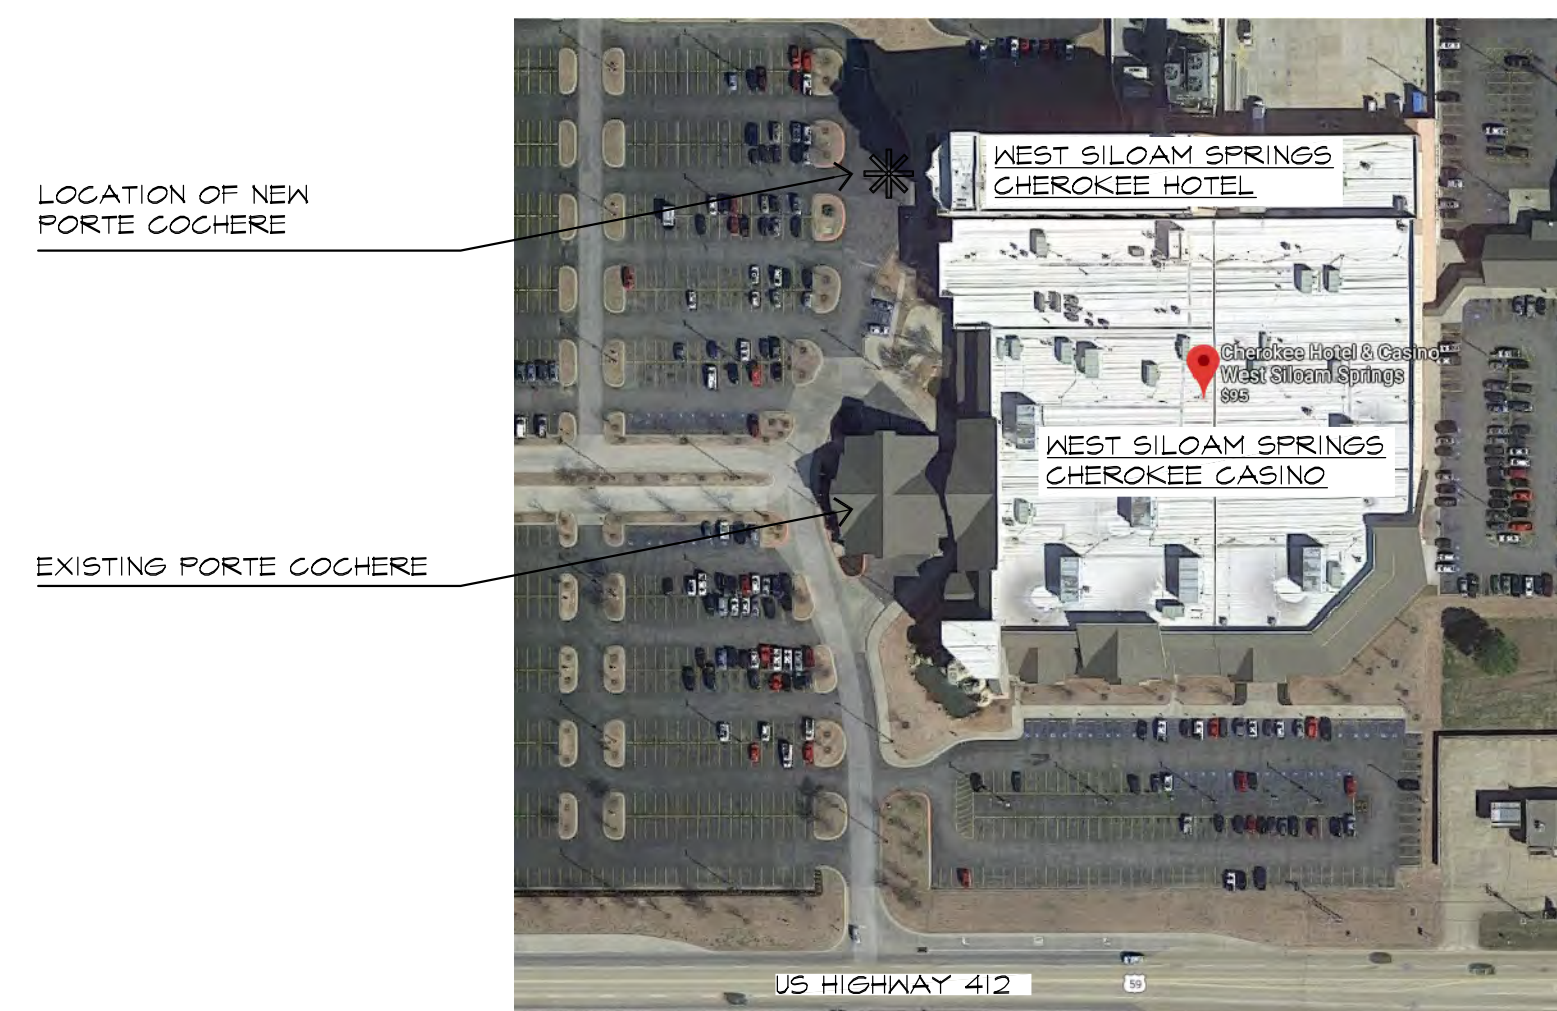 WEST SILOAM SPRINGS
CHEROKEE HOTEL
LOCATION OF NEW
PORTE COCHERE
Cherokee Hotel & Casino
West Siloam Springs
$95
WEST SILOAM SPRINGS
CHEROKEE CASINO
EXISTING PORTE COCHERE
US HIGHWAY 412
59